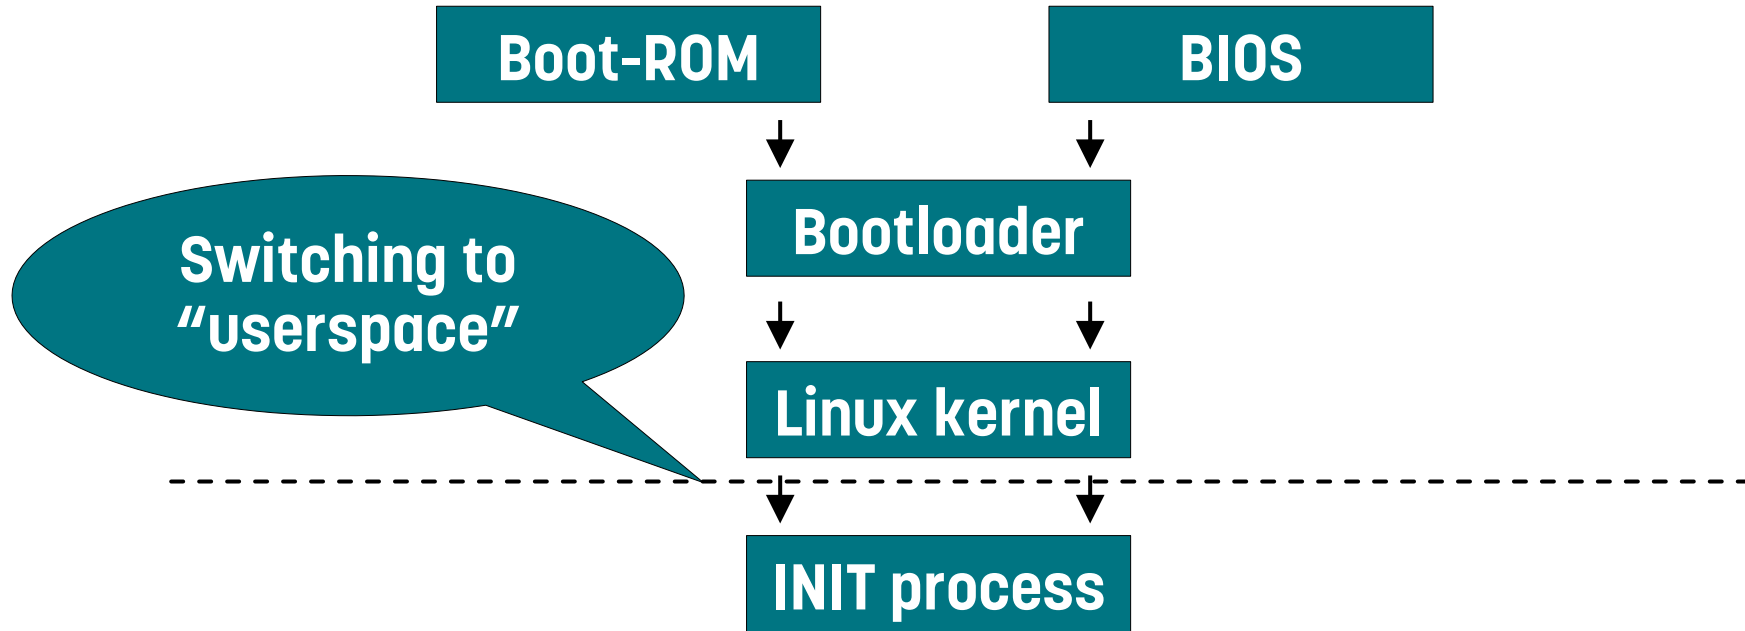 Boot-ROM
BIOS
Bootloader
Switching to
“userspace”
Linux kernel
INIT process